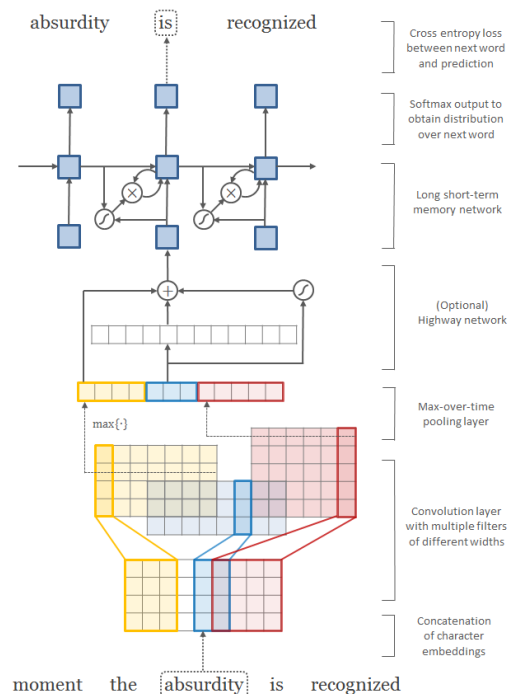 absurdity is recognized
Cross entropy loss
between next word
and prediction
Softmax output to
obtain distribution
over next word
Long short-term
memory network
(Optional)
Highway network
Max-over-time
pooling layer
max{·}
Convolution layer
with multiple filters
of different widths
Concatenation
of character
embeddings
moment the absurdity is recognized